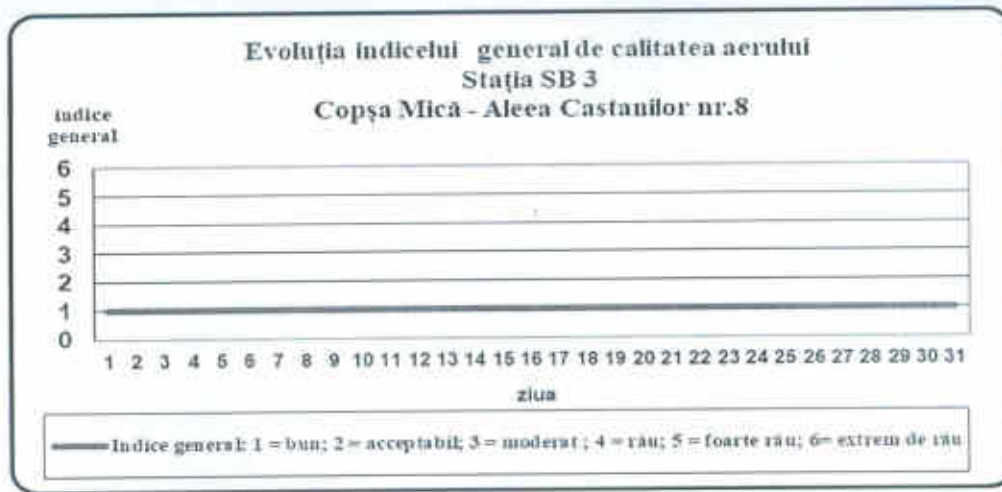 Evoluția indicelui general de calitatea aerului
Stația SB 3
Copșa Mică - Aleea Castanilor nr.8
indice
general
6
5
4
3
2
1
0
1 2 3 4 5 6 7 8 9 10 11 12 13 14 15 16 17 18 19 20 21 22 23 24 25 26 27 28 29 30 31
ziua
Indice general: 1 = bun; 2 = acceptabil; 3 = moderat ; 4 = rău; 5 = foarte rău; 6= extrem de rău